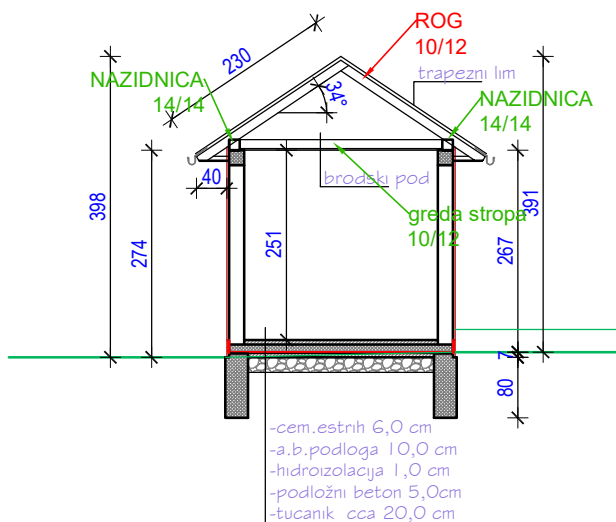 ROG
10/12
230
trapezni lim
NAZIDNICA
14/14
34°
NAZIDNICA
14/14
40
brodski pod
greda stropa
10/12
398
274
251
267
391
7
80
-cem.estrih 6,0 cm
-a.b.podloga 10,0 cm
-hidroizolacija 1,0 cm
-podložni beton 5,0cm
-tucanik cca 20,0 cm